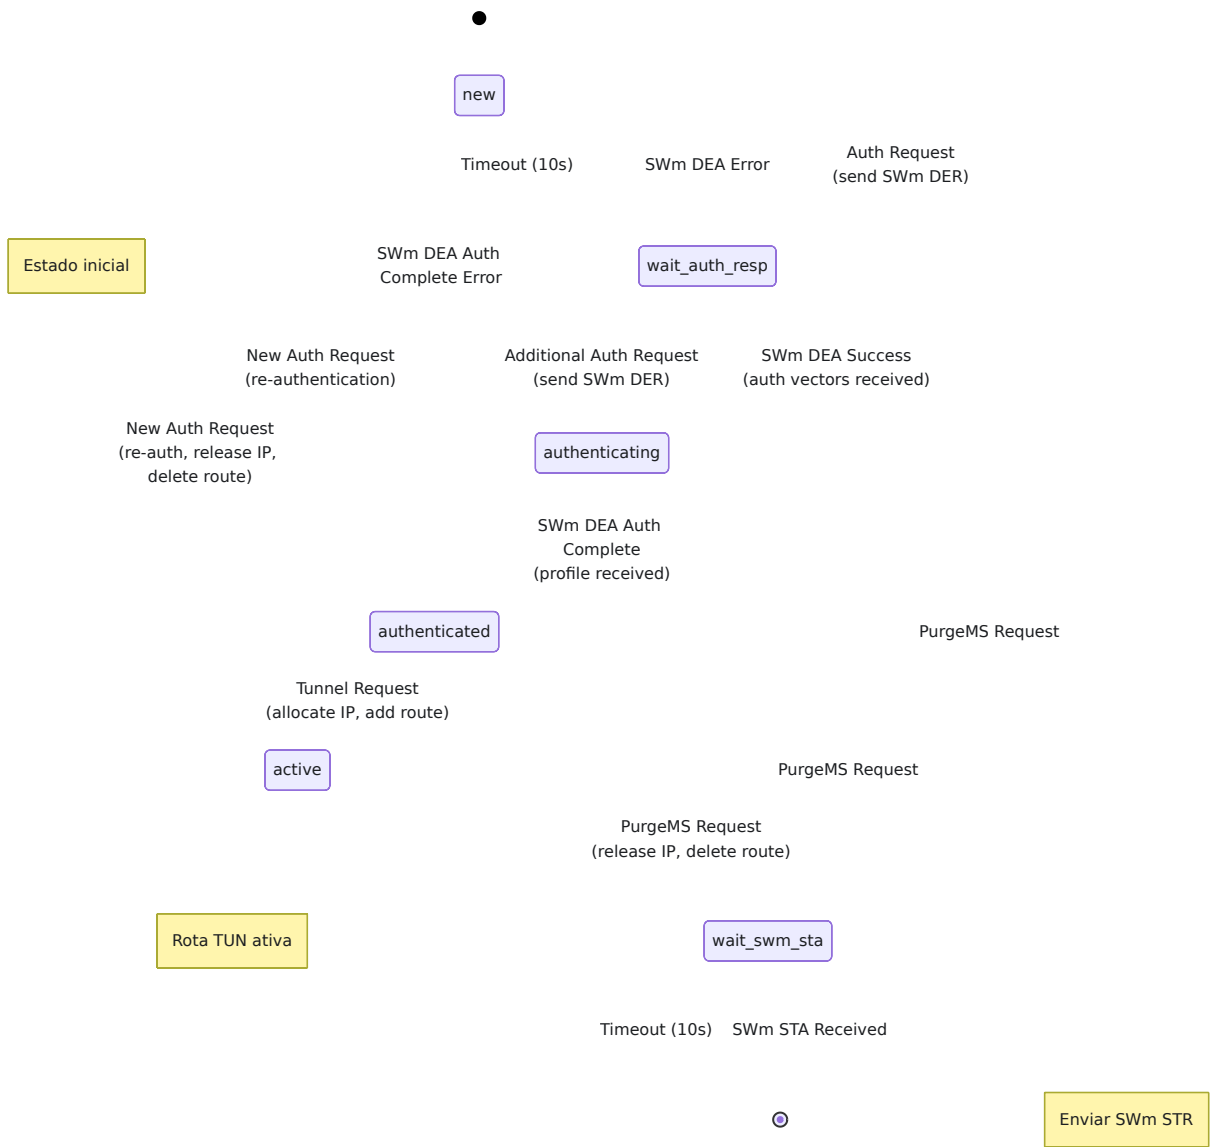 new
Timeout (10s)
SWm DEA Error
Auth Request
(send SWm DER)
Estado inicial
SWm DEA Auth
Complete Error
wait_auth_resp
New Auth Request
(re-authentication)
Additional Auth Request
(send SWm DER)
SWm DEA Success
(auth vectors received)
New Auth Request
(re-auth, release IP,
delete route)
authenticating
SWm DEA Auth
Complete
(profile received)
authenticated
PurgeMS Request
Tunnel Request
(allocate IP, add route)
active
PurgeMS Request
PurgeMS Request
(release IP, delete route)
Rota TUN ativa
wait_swm_sta
Timeout (10s)
SWm STA Received
Enviar SWm STR